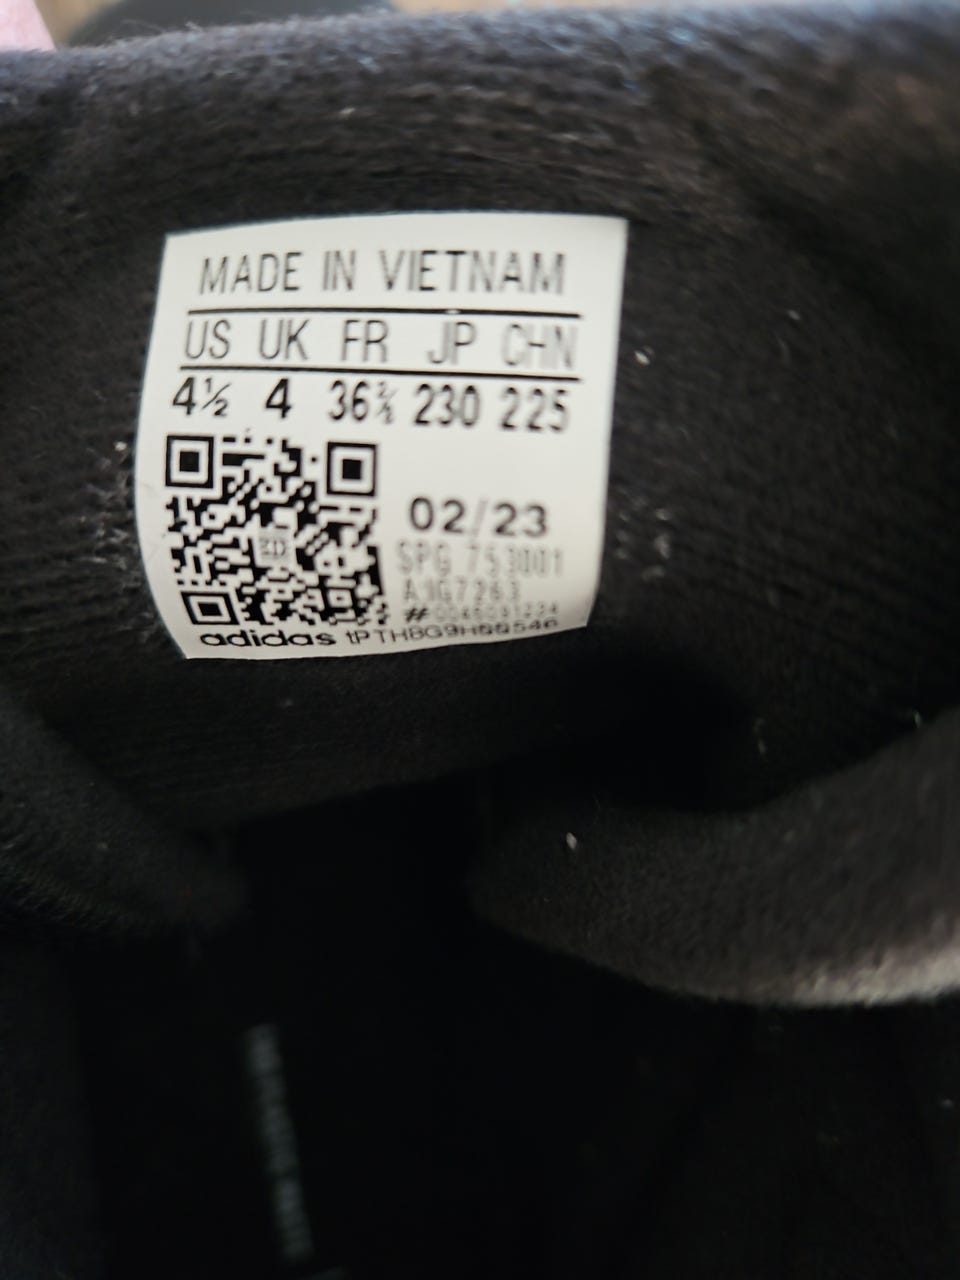 MADE IN VIETNAM
US UK FR JP CHN
4½ 4 36⅔ 230 225
02/23
SPG 753001
adidas